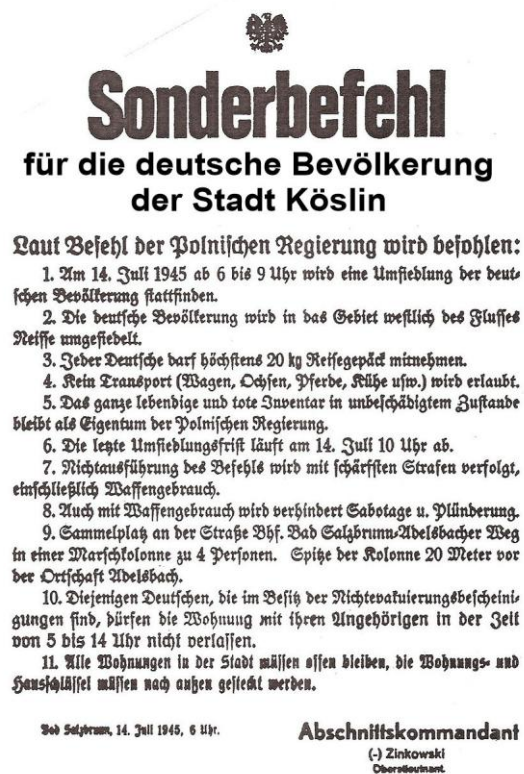 Sonderbefehl
für die deutsche Bevölkerung
der Stadt Köslin
Laut Befehl der Polnischen Regierung wird befohlen:
1. Am 14. Juli 1945 ab 6 bis 9 Uhr wird eine Umsiedlung der deut-
schen Bevölkerung stattfinden.
2. Die deutsche Bevölkerung wird in das Gebiet westlich des Flusses
Neisse umgesiedelt.
3. Jeder Deutsche darf höchstens 20 kg Reisegepäck mitnehmen.
4. Kein Transport (Wagen, Ochsen, Pferde, Kühe usw.) wird erlaubt.
5. Das ganze lebendige und tote Inventar in unbeschädigtem Zustande
bleibt als Eigentum der Polnischen Regierung.
6. Die letzte Umsiedlungsfrist läuft am 14. Juli 10 Uhr ab.
7. Nichtausführung des Befehls wird mit schärfsten Strafen verfolgt,
einschließlich Waffengebrauch.
8. Auch mit Waffengebrauch wird verhindert Sabotage u. Plünderung.
9. Sammelplatz an der Straße Bhf. Bad Salzbrunn-Adelsbacher Weg
in einer Marschkolonne zu 4 Personen. Spitze der Kolonne 20 Meter vor
der Ortschaft Adelsbach.
10. Diejenigen Deutschen, die im Besitz der Nichtevakuierungsbescheini-
gungen sind, dürfen die Wohnung mit ihren Angehörigen in der Zeit
von 5 bis 14 Uhr nicht verlassen.
11. Alle Wohnungen in der Stadt müssen offen bleiben, die Wohnungs- und
Hausschlüssel müssen nach außen gesteckt werden.
Bad Salzbrunn, 14. Juli 1945, 6 Uhr.
Abschnittskommandant
(-) Zinkowski
Oberstleutnant.